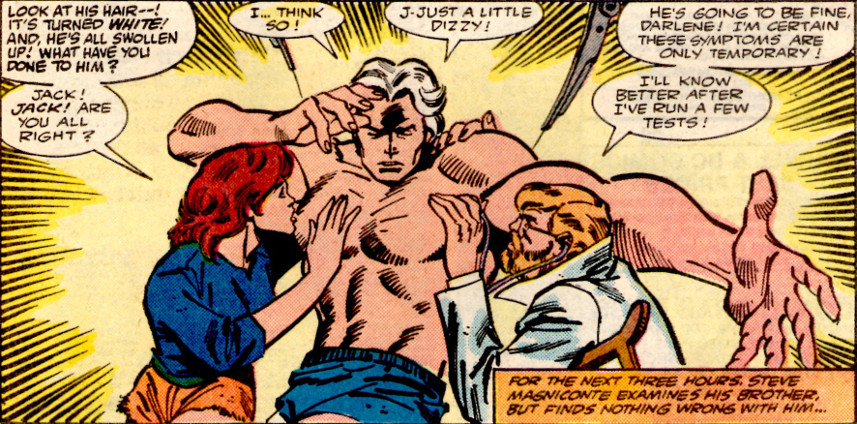 LOOK AT HIS HAIR--!
IT'S TURNED WHITE!
AND, HE'S ALL SWOLLEN
UP! WHAT HAVE YOU
DONE TO HIM?
JACK!
JACK! ARE
YOU ALL
RIGHT?
I... THINK
SO!
J-JUST A LITTLE
DIZZY!
HE'S GOING TO BE FINE,
DARLENE! I'M CERTAIN
THESE SYMPTOMS ARE
ONLY TEMPORARY!
I'LL KNOW
BETTER AFTER
I'VE RUN A FEW
TESTS!
FOR THE NEXT THREE HOURS, STEVE
MAGNICONTE EXAMINES HIS BROTHER,
BUT FINDS NOTHING WRONG WITH HIM...